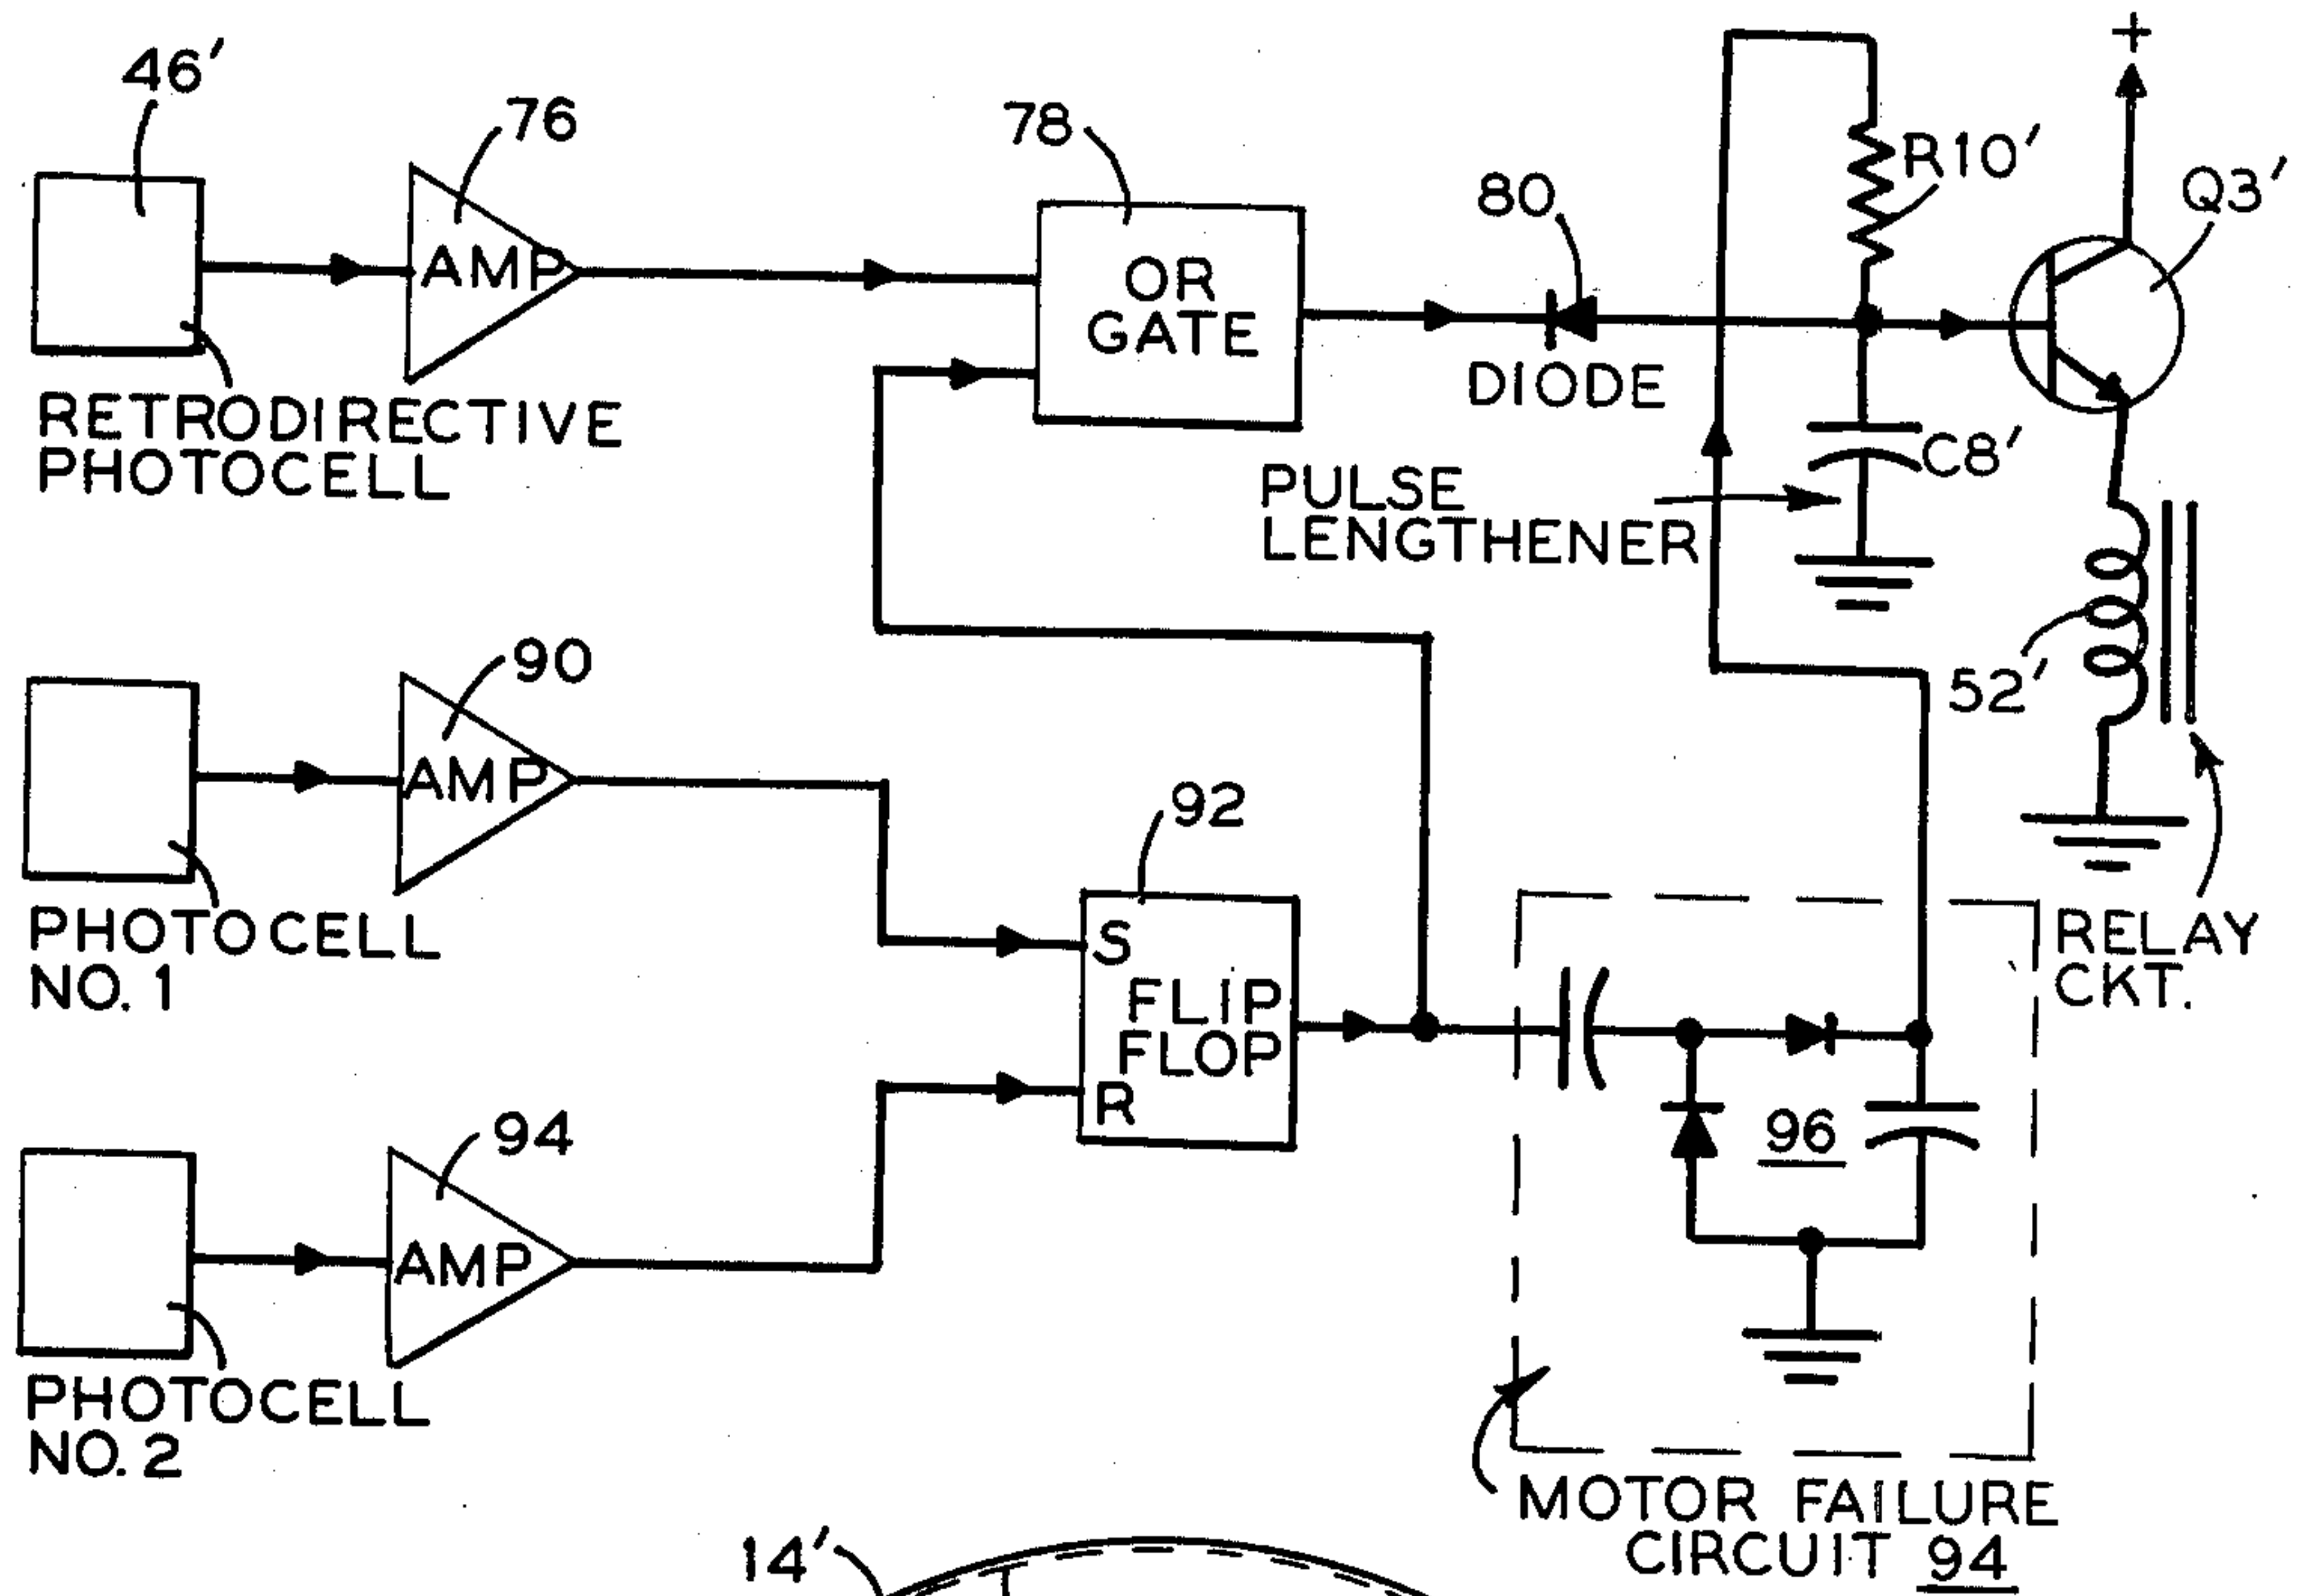 46'
76
78
80
+
R10'
Q3'
AMP
OR
GATE
DIODE
RETRODIRECTIVE
PHOTOCELL
C8'
PULSE
LENGTHENER
52'
90
AMP
PHOTOCELL
NO. 1
92
S
FLIP
FLOP
R
RELAY
CKT.
94
AMP
96
PHOTOCELL
NO. 2
MOTOR FAILURE
CIRCUIT 94
14'